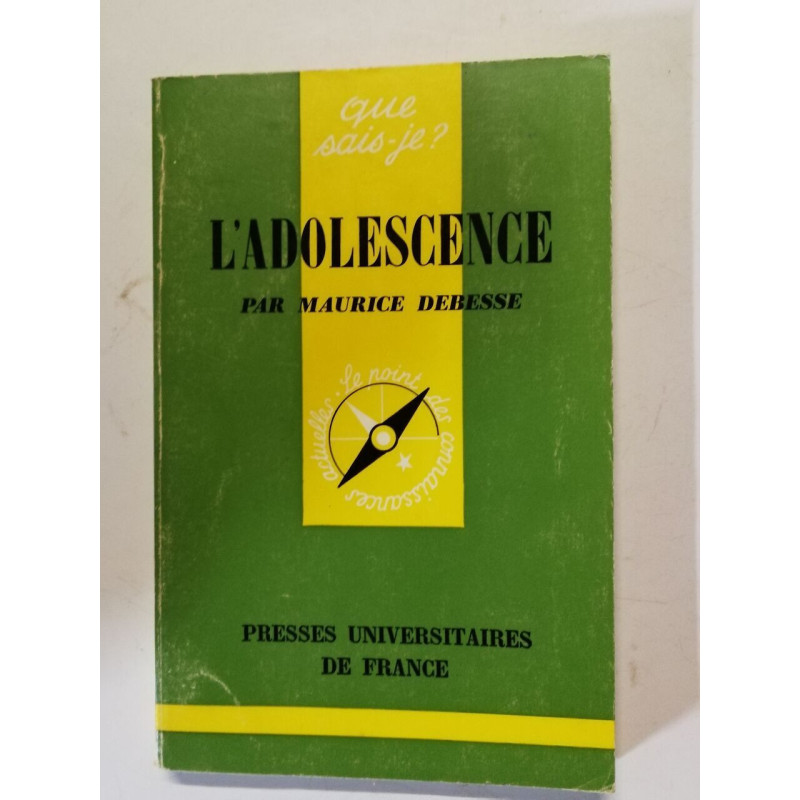 que
sais-je?
L'ADOLESCENCE
PAR MAURICE DEBESSE
Le point des connaissances actuelles.
PRESSES UNIVERSITAIRES
DE FRANCE